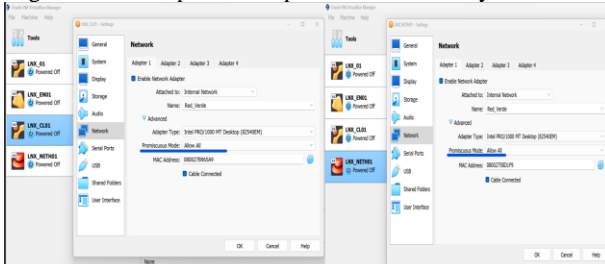 Oracle VM VirtualBox Manager
File Machine Help
Tools
LNX_01
Powered Off
LNX_EN01
Powered Off
LNX_CL01
Powered Off
LNX_NETH01
Powered Off
LNX_CL01 - Settings
General
System
Display
Storage
Audio
Network
Serial Ports
USB
Shared Folders
User Interface
Network
Adapter 1 Adapter 2 Adapter 3 Adapter 4
Enable Network Adapter
Attached to: Internal Network
Name: Red_Verde
Advanced
Adapter Type: Intel PRO/1000 MT Desktop (82540EM)
Promiscuous Mode: Allow All
MAC Address:
Cable Connected
OK Cancel Help
None
Oracle VM VirtualBox Manager
File Machine Help
Tools
LNX_01
Powered Off
LNX_EN01
Powered Off
LNX_CL01
Powered Off
LNX_NETH01
Powered Off
LNX_NETH01 - Settings
General
System
Display
Storage
Audio
Network
Serial Ports
USB
Shared Folders
User Interface
Network
Adapter 1 Adapter 2 Adapter 3 Adapter 4
Enable Network Adapter
Attached to: Internal Network
Name: Red_Verde
Advanced
Adapter Type: Intel PRO/1000 MT Desktop (82540EM)
Promiscuous Mode: Allow All
MAC Address:
Cable Connected
OK Cancel Help